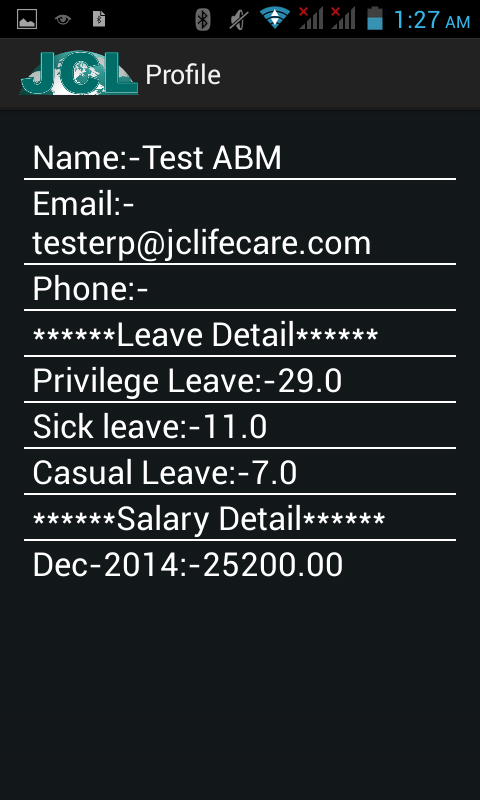 1:27 AM
JCL Profile
Name:-Test ABM
Email:-
testerp@jclifecare.com
Phone:-
******Leave Detail******
Privilege Leave:-29.0
Sick leave:-11.0
Casual Leave:-7.0
******Salary Detail******
Dec-2014:-25200.00